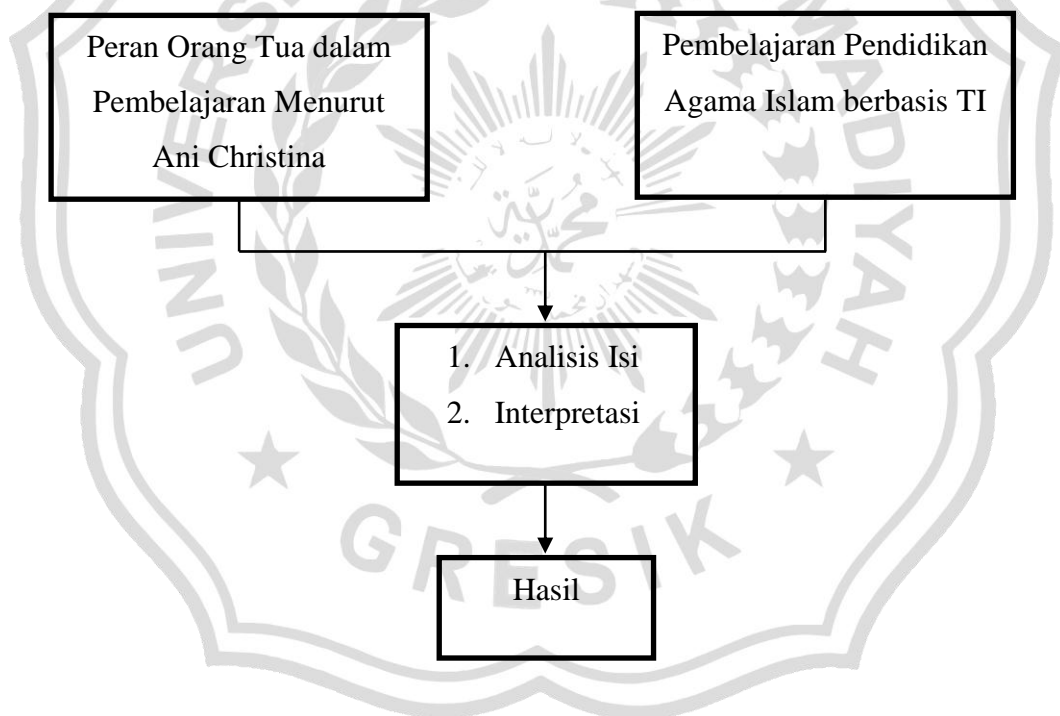 Peran Orang Tua dalam
Pembelajaran Menurut
Ani Christina
Pembelajaran Pendidikan
Agama Islam berbasis TI
1. Analisis Isi
2. Interpretasi
Hasil
GRESIK